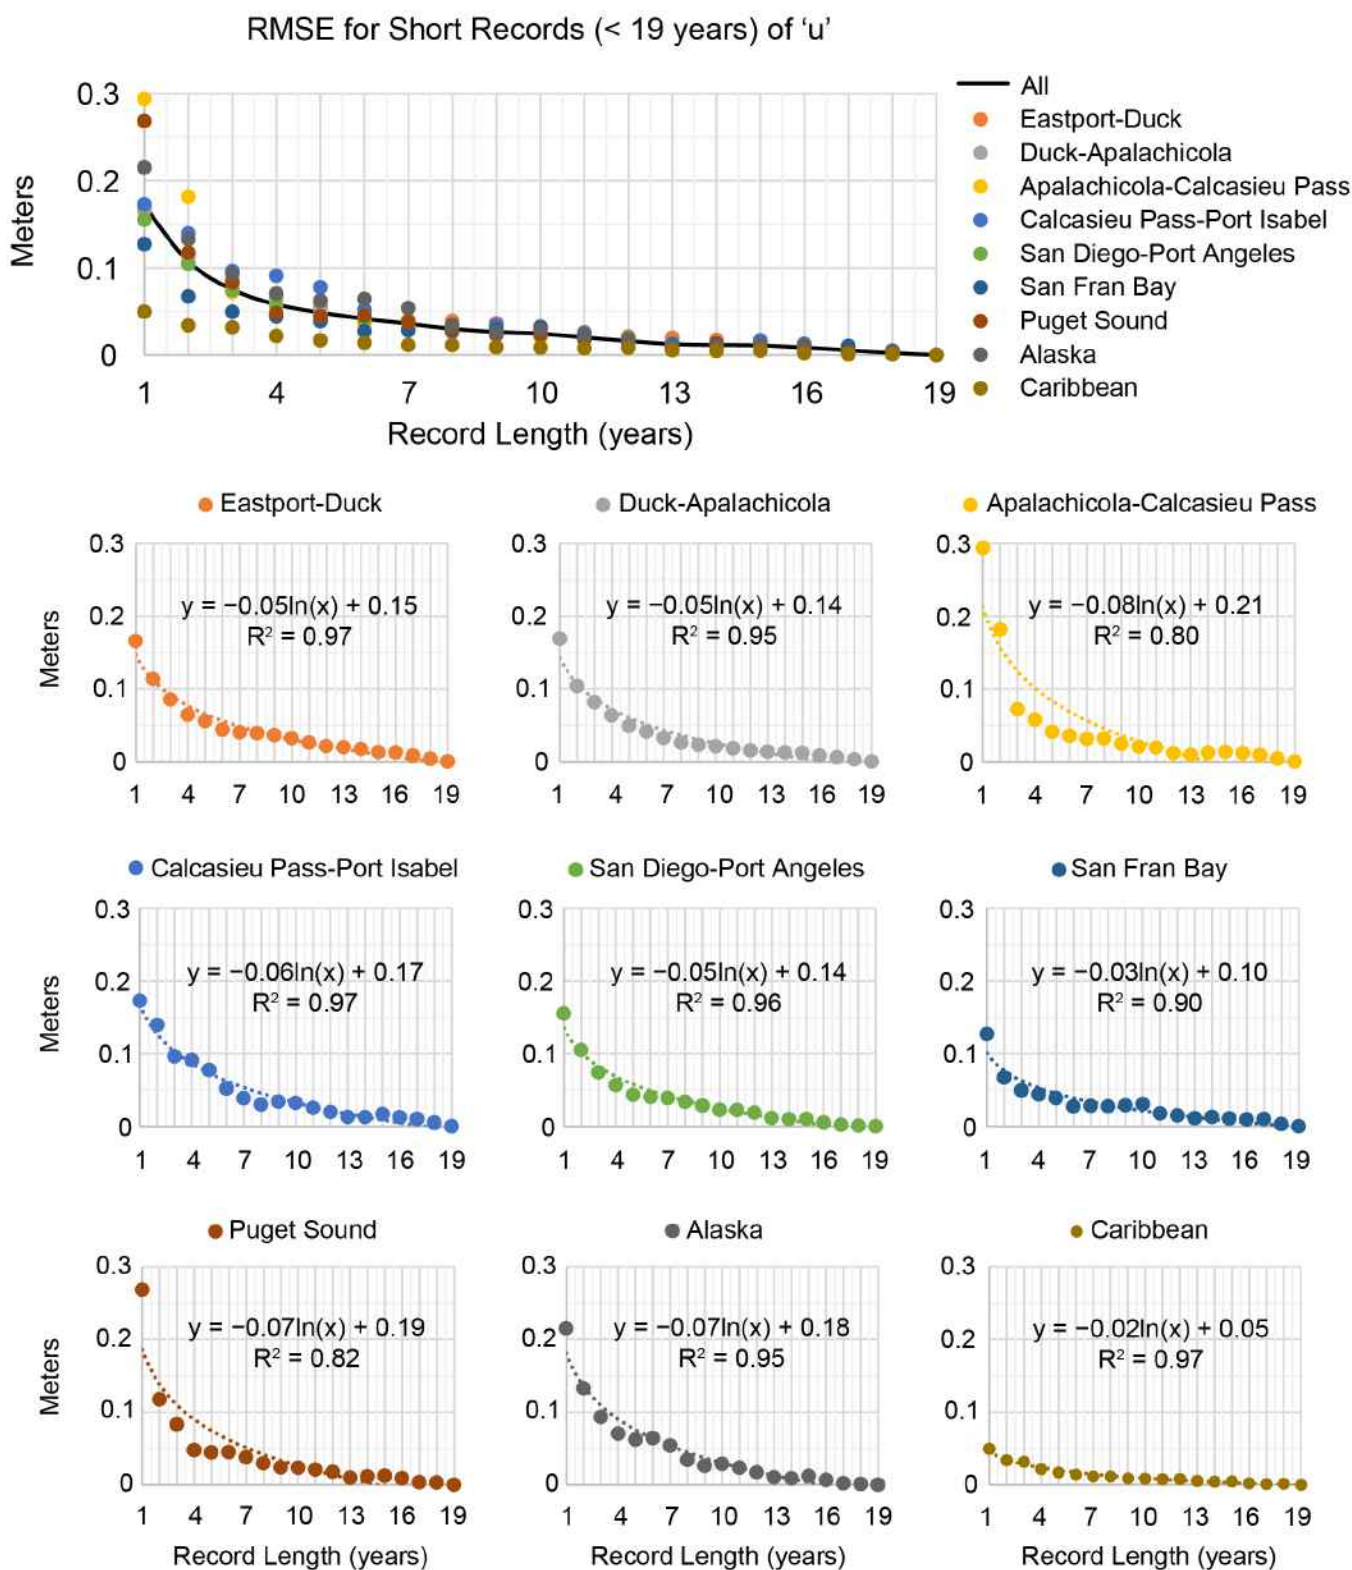 RMSE for Short Records (< 19 years) of ‘u’
0.3
0.2
0.1
0
Meters
1 4 7 10 13 16 19
Record Length (years)
All
Eastport-Duck
Duck-Apalachicola
Apalachicola-Calcasieu Pass
Calcasieu Pass-Port Isabel
San Diego-Port Angeles
San Fran Bay
Puget Sound
Alaska
Caribbean
Eastport-Duck
0.3
0.2
0.1
0
Meters
y = −0.05ln(x) + 0.15
R² = 0.97
1 4 7 10 13 16 19
Duck-Apalachicola
0.3
0.2
0.1
0
y = −0.05ln(x) + 0.14
R² = 0.95
1 4 7 10 13 16 19
Apalachicola-Calcasieu Pass
0.3
0.2
0.1
0
y = −0.08ln(x) + 0.21
R² = 0.80
1 4 7 10 13 16 19
Calcasieu Pass-Port Isabel
0.3
0.2
0.1
0
Meters
y = −0.06ln(x) + 0.17
R² = 0.97
1 4 7 10 13 16 19
San Diego-Port Angeles
0.3
0.2
0.1
0
y = −0.05ln(x) + 0.14
R² = 0.96
1 4 7 10 13 16 19
San Fran Bay
0.3
0.2
0.1
0
y = −0.03ln(x) + 0.10
R² = 0.90
1 4 7 10 13 16 19
Puget Sound
0.3
0.2
0.1
0
Meters
y = −0.07ln(x) + 0.19
R² = 0.82
1 4 7 10 13 16 19
Record Length (years)
Alaska
0.3
0.2
0.1
0
y = −0.07ln(x) + 0.18
R² = 0.95
1 4 7 10 13 16 19
Record Length (years)
Caribbean
0.3
0.2
0.1
0
y = −0.02ln(x) + 0.05
R² = 0.97
1 4 7 10 13 16 19
Record Length (years)